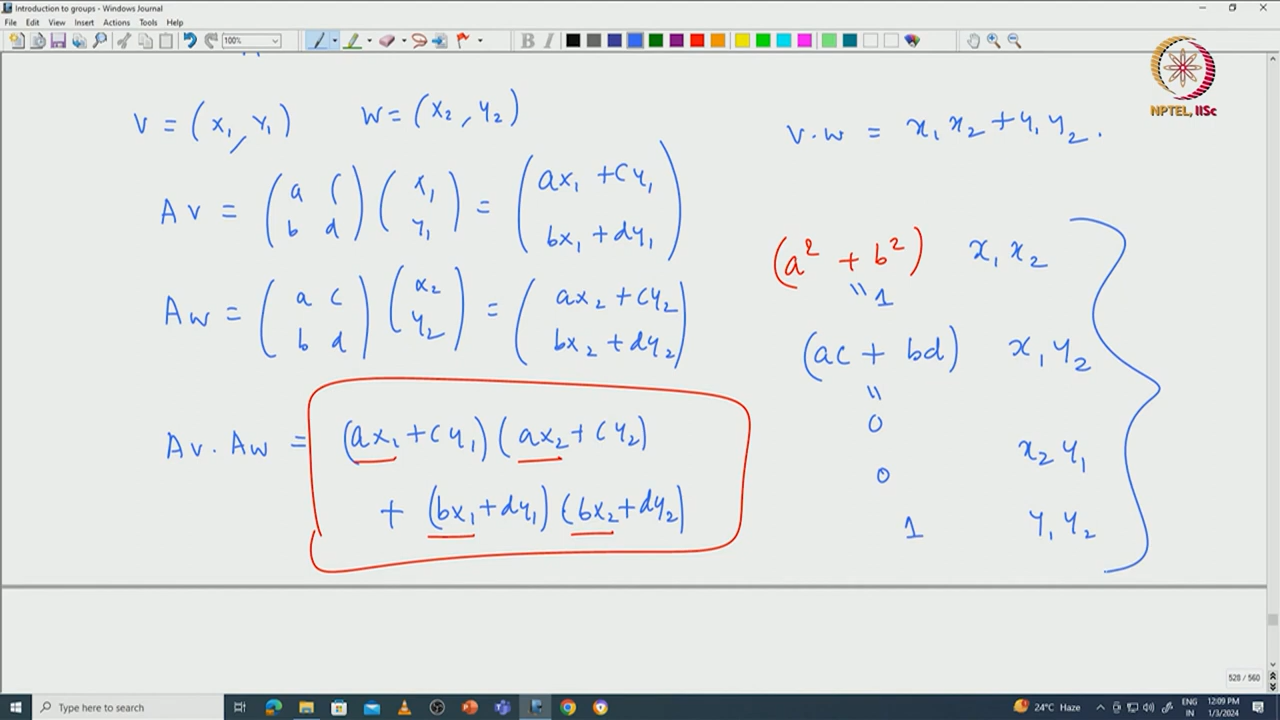 Introduction to groups - Windows Journal
File Edit View Insert Actions Tools Help
100%
B I
NPTEL, IISc
v = (x₁, y₁) w = (x₂, y₂)
v·w = x₁x₂ + y₁y₂.
Av = (a c; b d) (x₁; y₁) = (ax₁ + cy₁; bx₁ + dy₁)
Aw = (a c; b d) (x₂; y₂) = (ax₂ + cy₂; bx₂ + dy₂)
Av. Aw = (ax₁ + cy₁)(ax₂ + cy₂)
+ (bx₁ + dy₁)(bx₂ + dy₂)
(a² + b²) x₁x₂
" 1
(ac + bd) x₁y₂
"
0
0 x₂y₁
1 y₁y₂
528 / 560
Type here to search
24°C Haze
ENG
IN
12:09 PM
1/3/2024